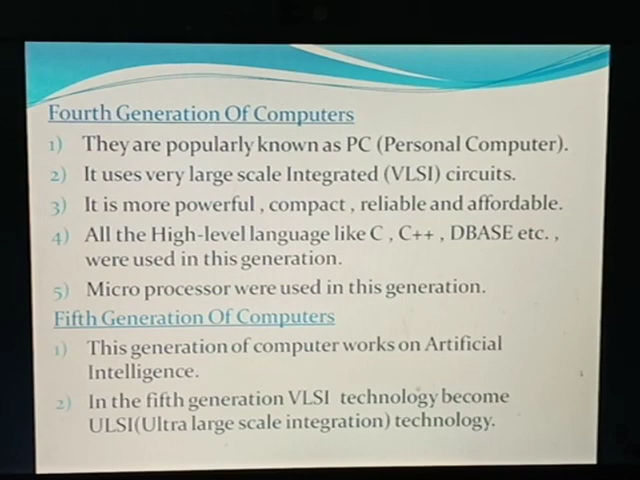 Fourth Generation Of Computers
1) They are popularly known as PC (Personal Computer).
2) It uses very large scale Integrated (VLSI) circuits.
3) It is more powerful , compact , reliable and affordable.
4) All the High-level language like C , C++ , DBASE etc. ,
were used in this generation.
5) Micro processor were used in this generation.
Fifth Generation Of Computers
1) This generation of computer works on Artificial
Intelligence.
2) In the fifth generation VLSI technology become
ULSI(Ultra large scale integration) technology.